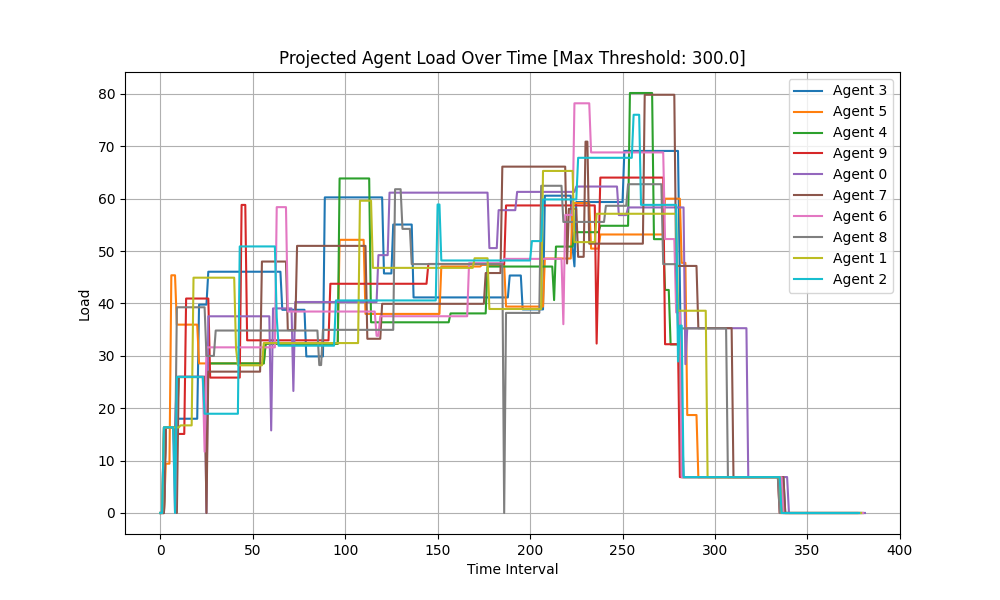 Projected Agent Load Over Time [Max Threshold: 300.0]
80
70
60
50
40
30
20
10
0
Load
0
50
100
150
200
250
300
350
400
Time Interval
Agent 3
Agent 5
Agent 4
Agent 9
Agent 0
Agent 7
Agent 6
Agent 8
Agent 1
Agent 2